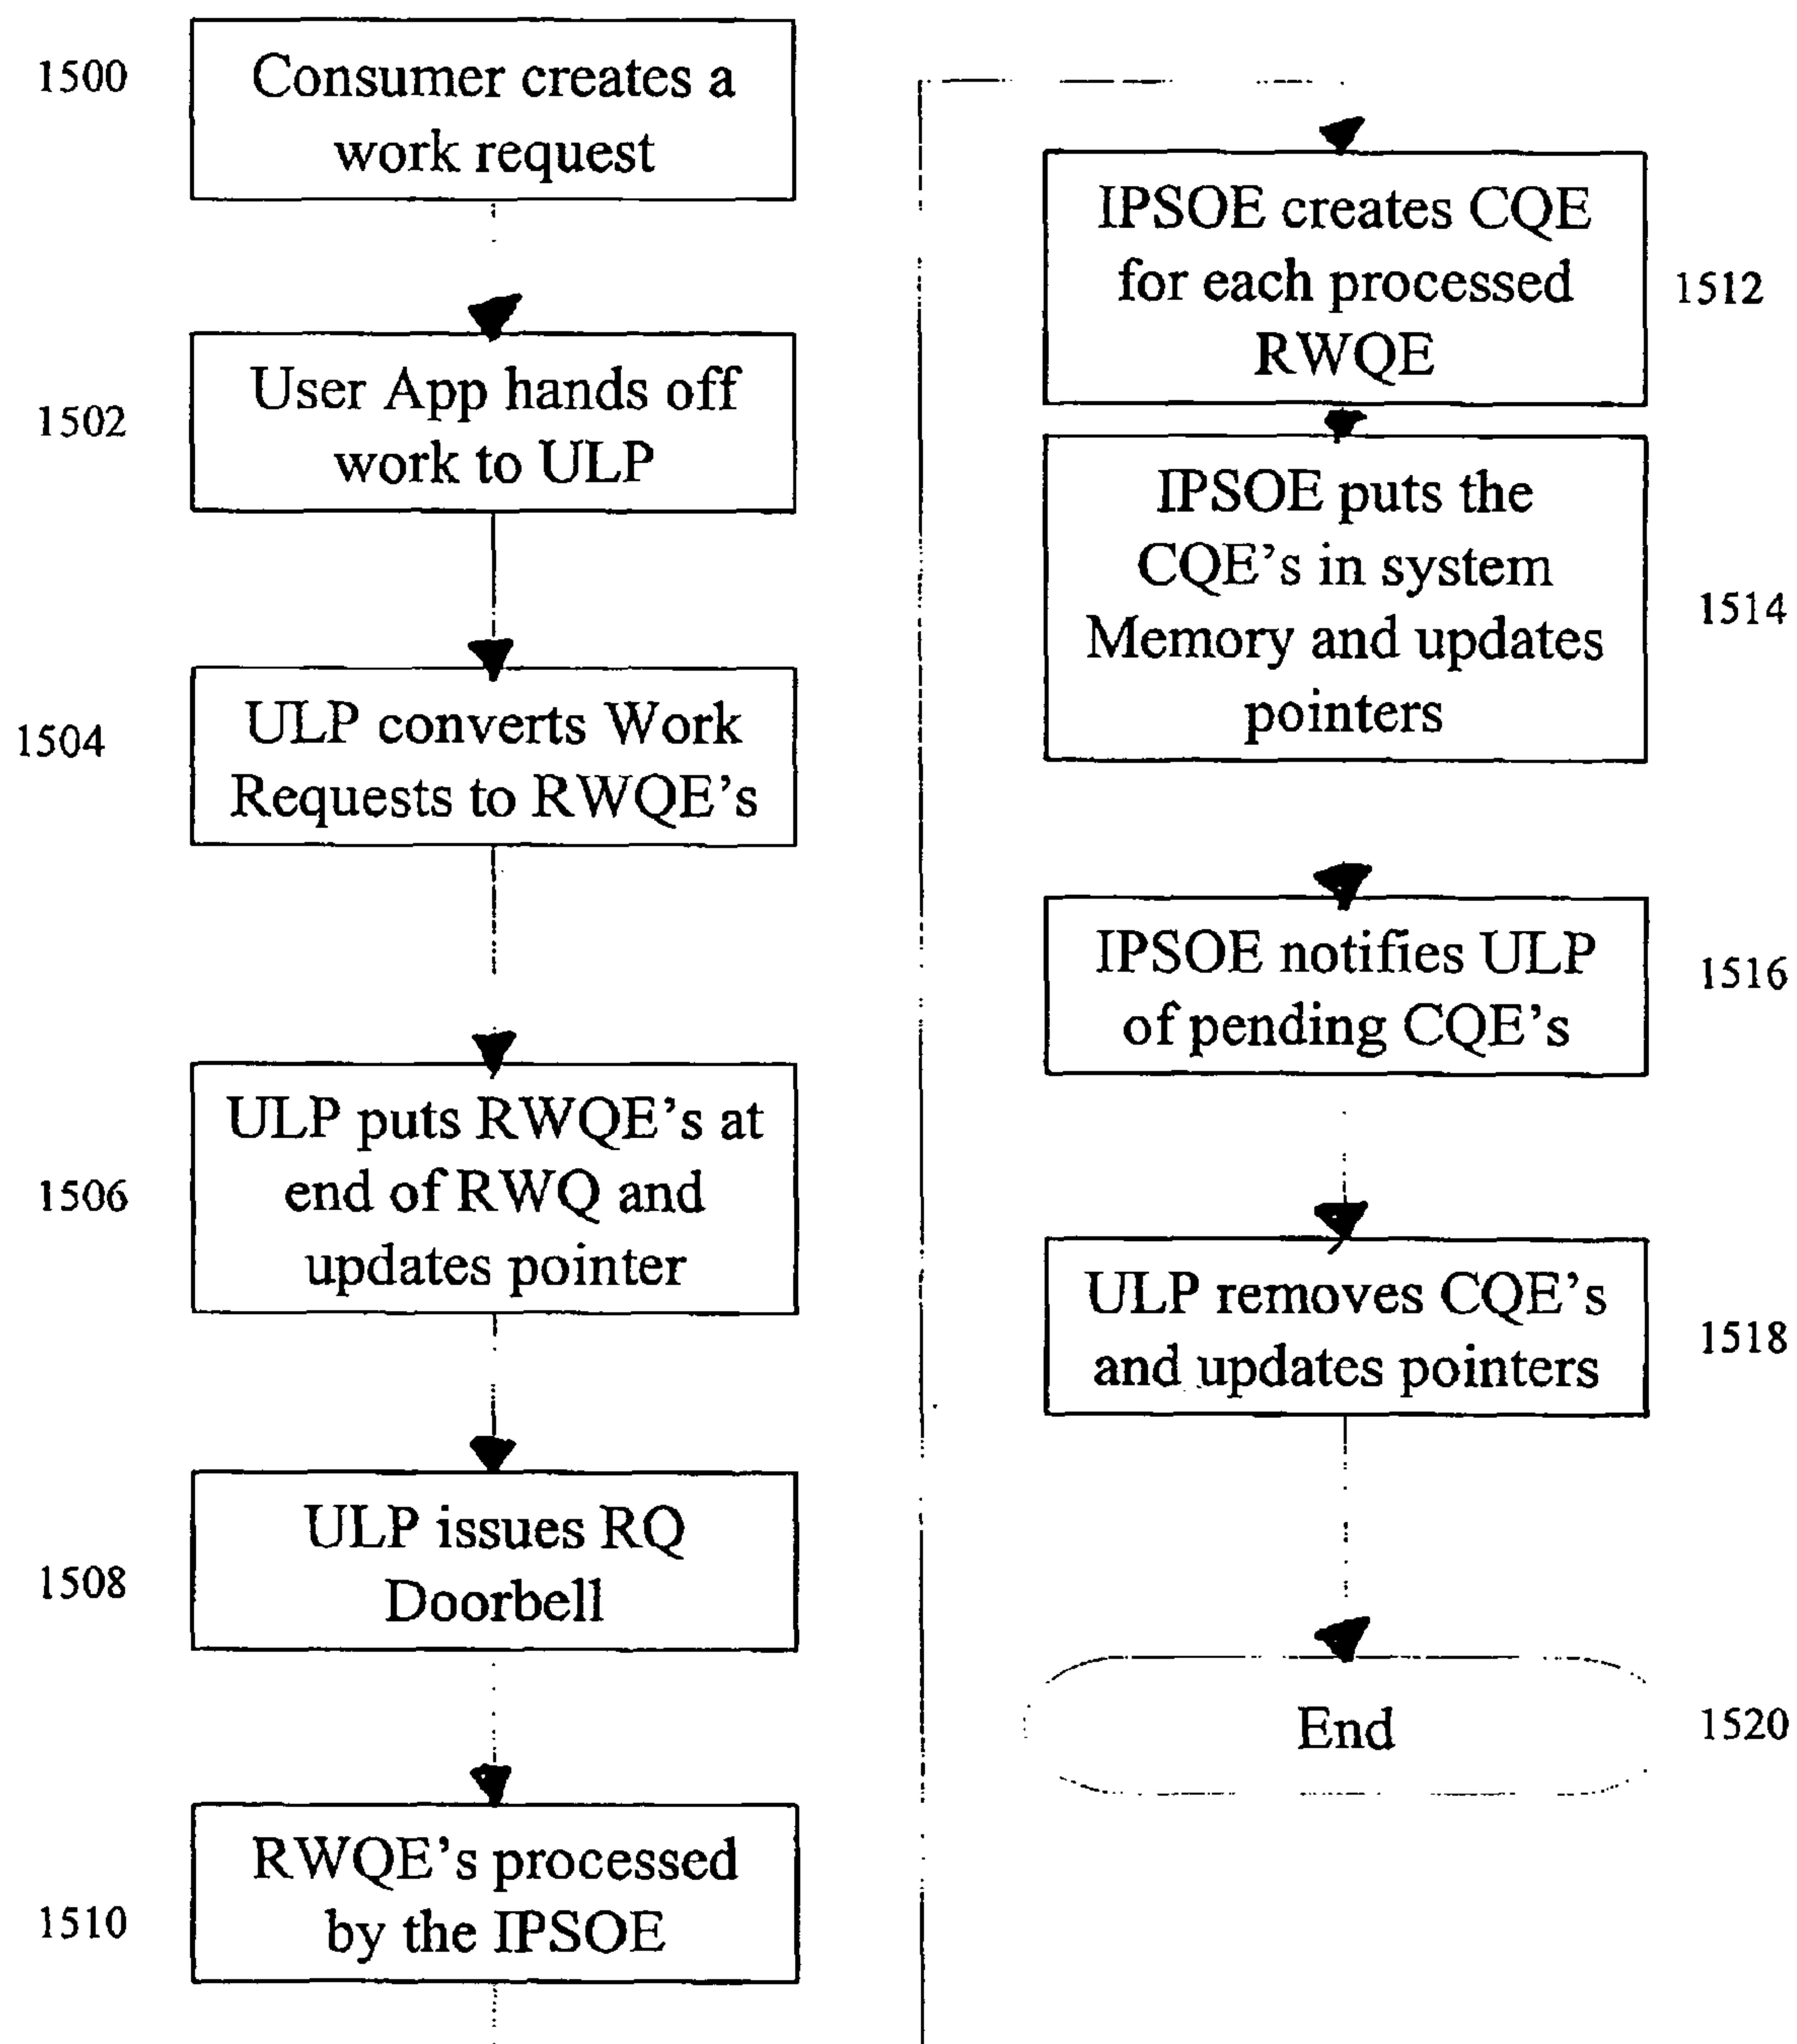 1500
Consumer creates a
work request
1502
User App hands off
work to ULP
1504
ULP converts Work
Requests to RWQE's
1506
ULP puts RWQE's at
end of RWQ and
updates pointer
1508
ULP issues RQ
Doorbell
1510
RWQE's processed
by the IPSOE
IPSOE creates CQE
for each processed
RWQE
1512
IPSOE puts the
CQE's in system
Memory and updates
pointers
1514
IPSOE notifies ULP
of pending CQE's
1516
ULP removes CQE's
and updates pointers
1518
End
1520